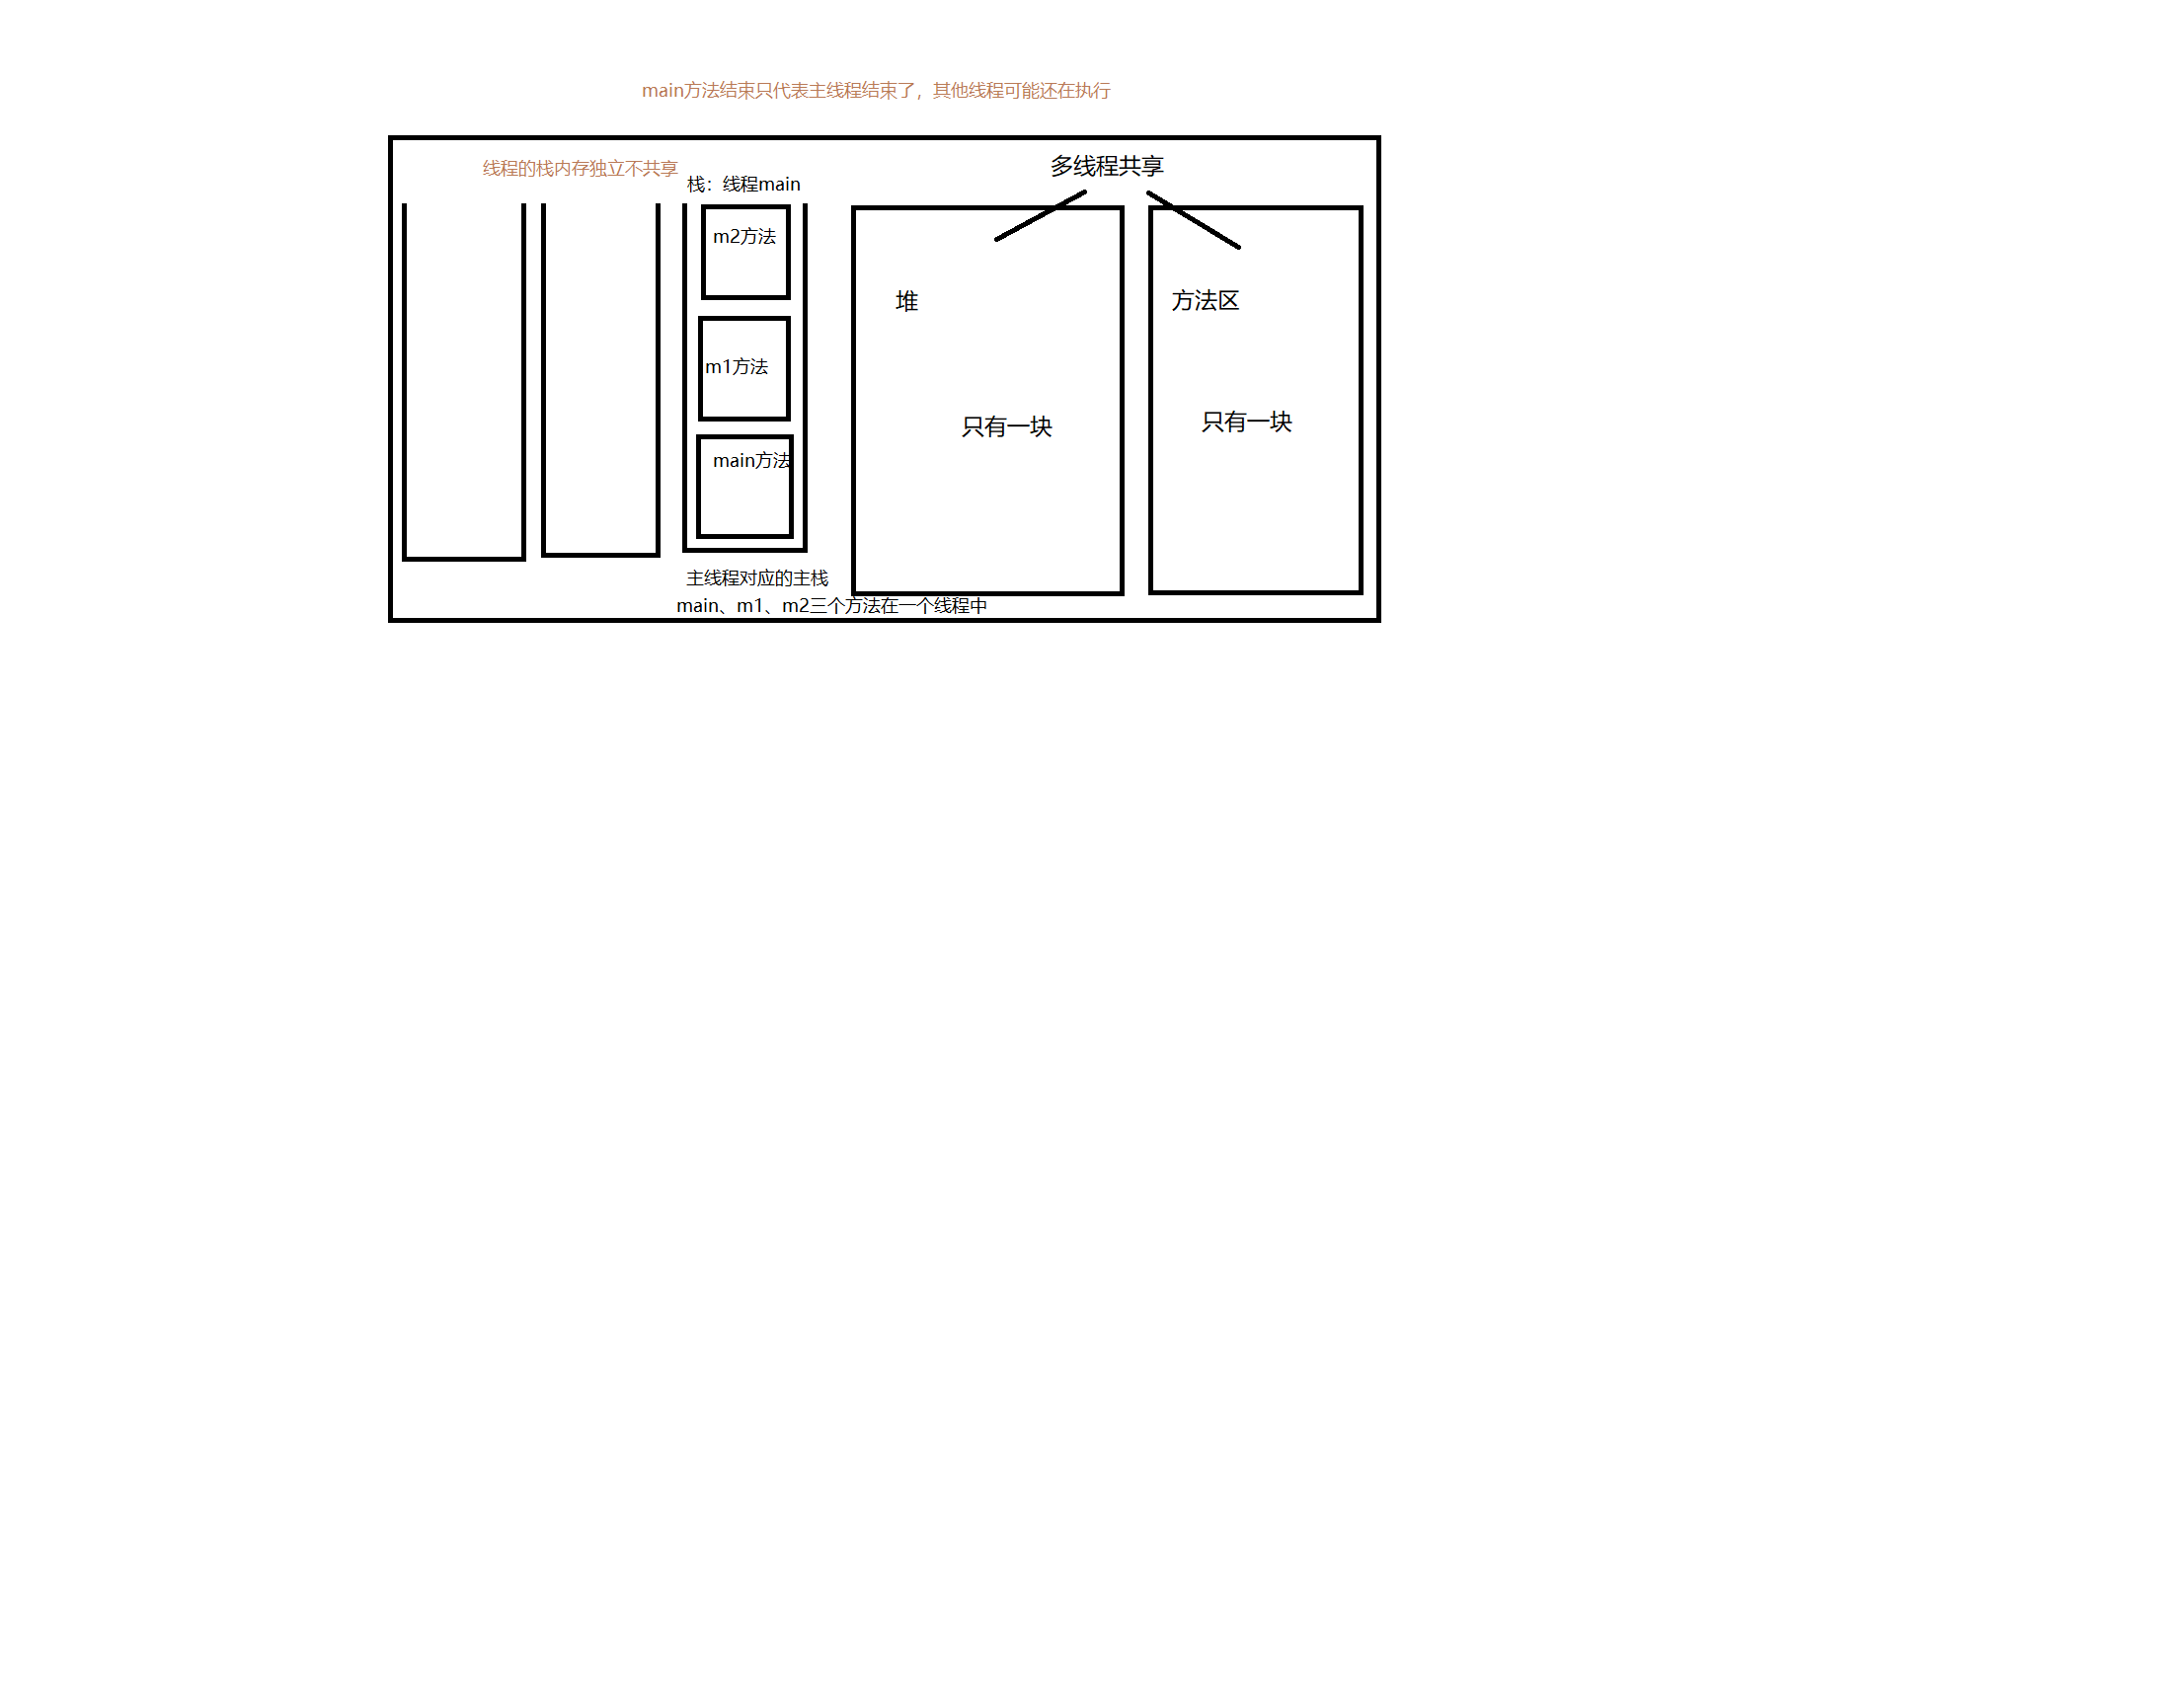 main方法结束只代表主线程结束了，其他线程可能还在执行
线程的栈内存独立不共享
栈：线程main
多线程共享
m2方法
堆
方法区
m1方法
只有一块
只有一块
main方法
主线程对应的主栈
main、m1、m2三个方法在一个线程中